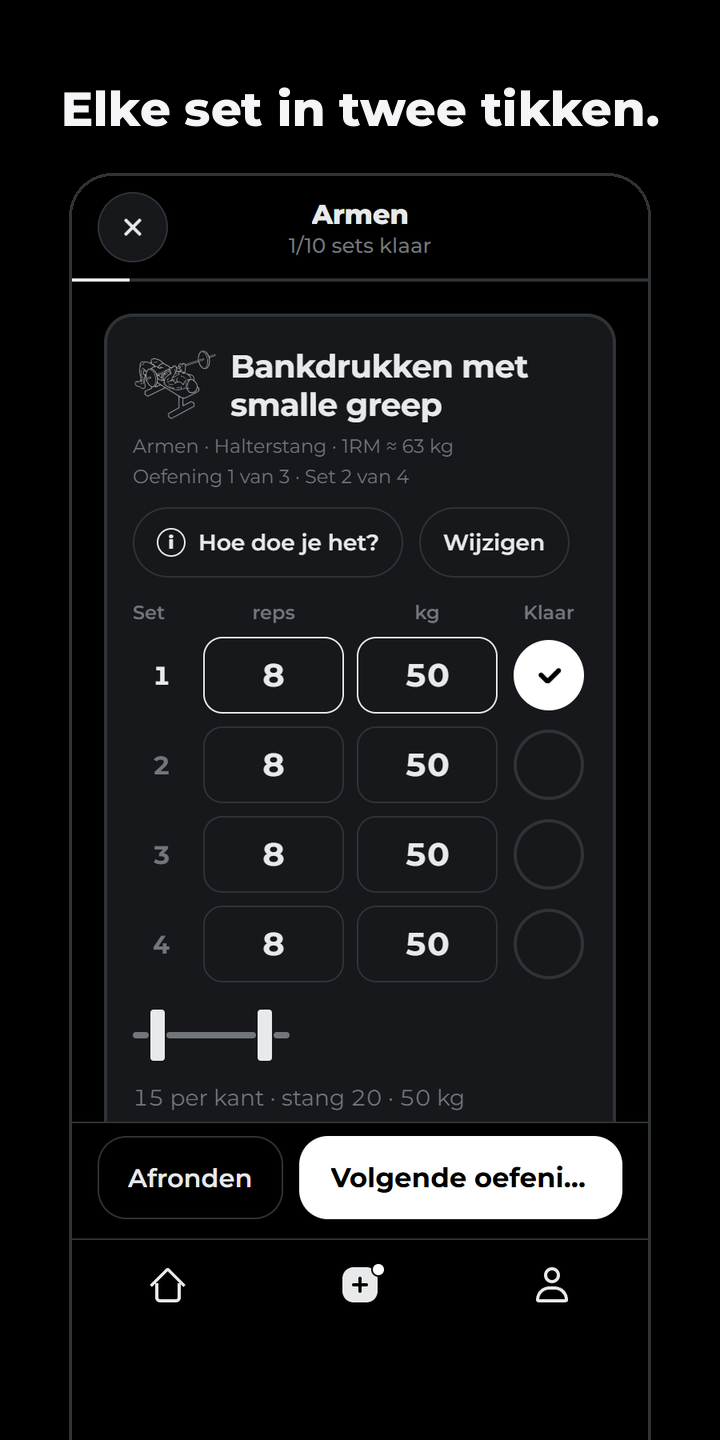 Elke set in twee tikken.
Armen
1/10 sets klaar
Bankdrukken met
smalle greep
Armen · Halterstang · 1RM ≈ 63 kg
Oefening 1 van 3 · Set 2 van 4
Hoe doe je het? Wijzigen
Set reps kg Klaar
1 8 50
2 8 50
3 8 50
4 8 50
15 per kant · stang 20 · 50 kg
Afronden Volgende oefeni...